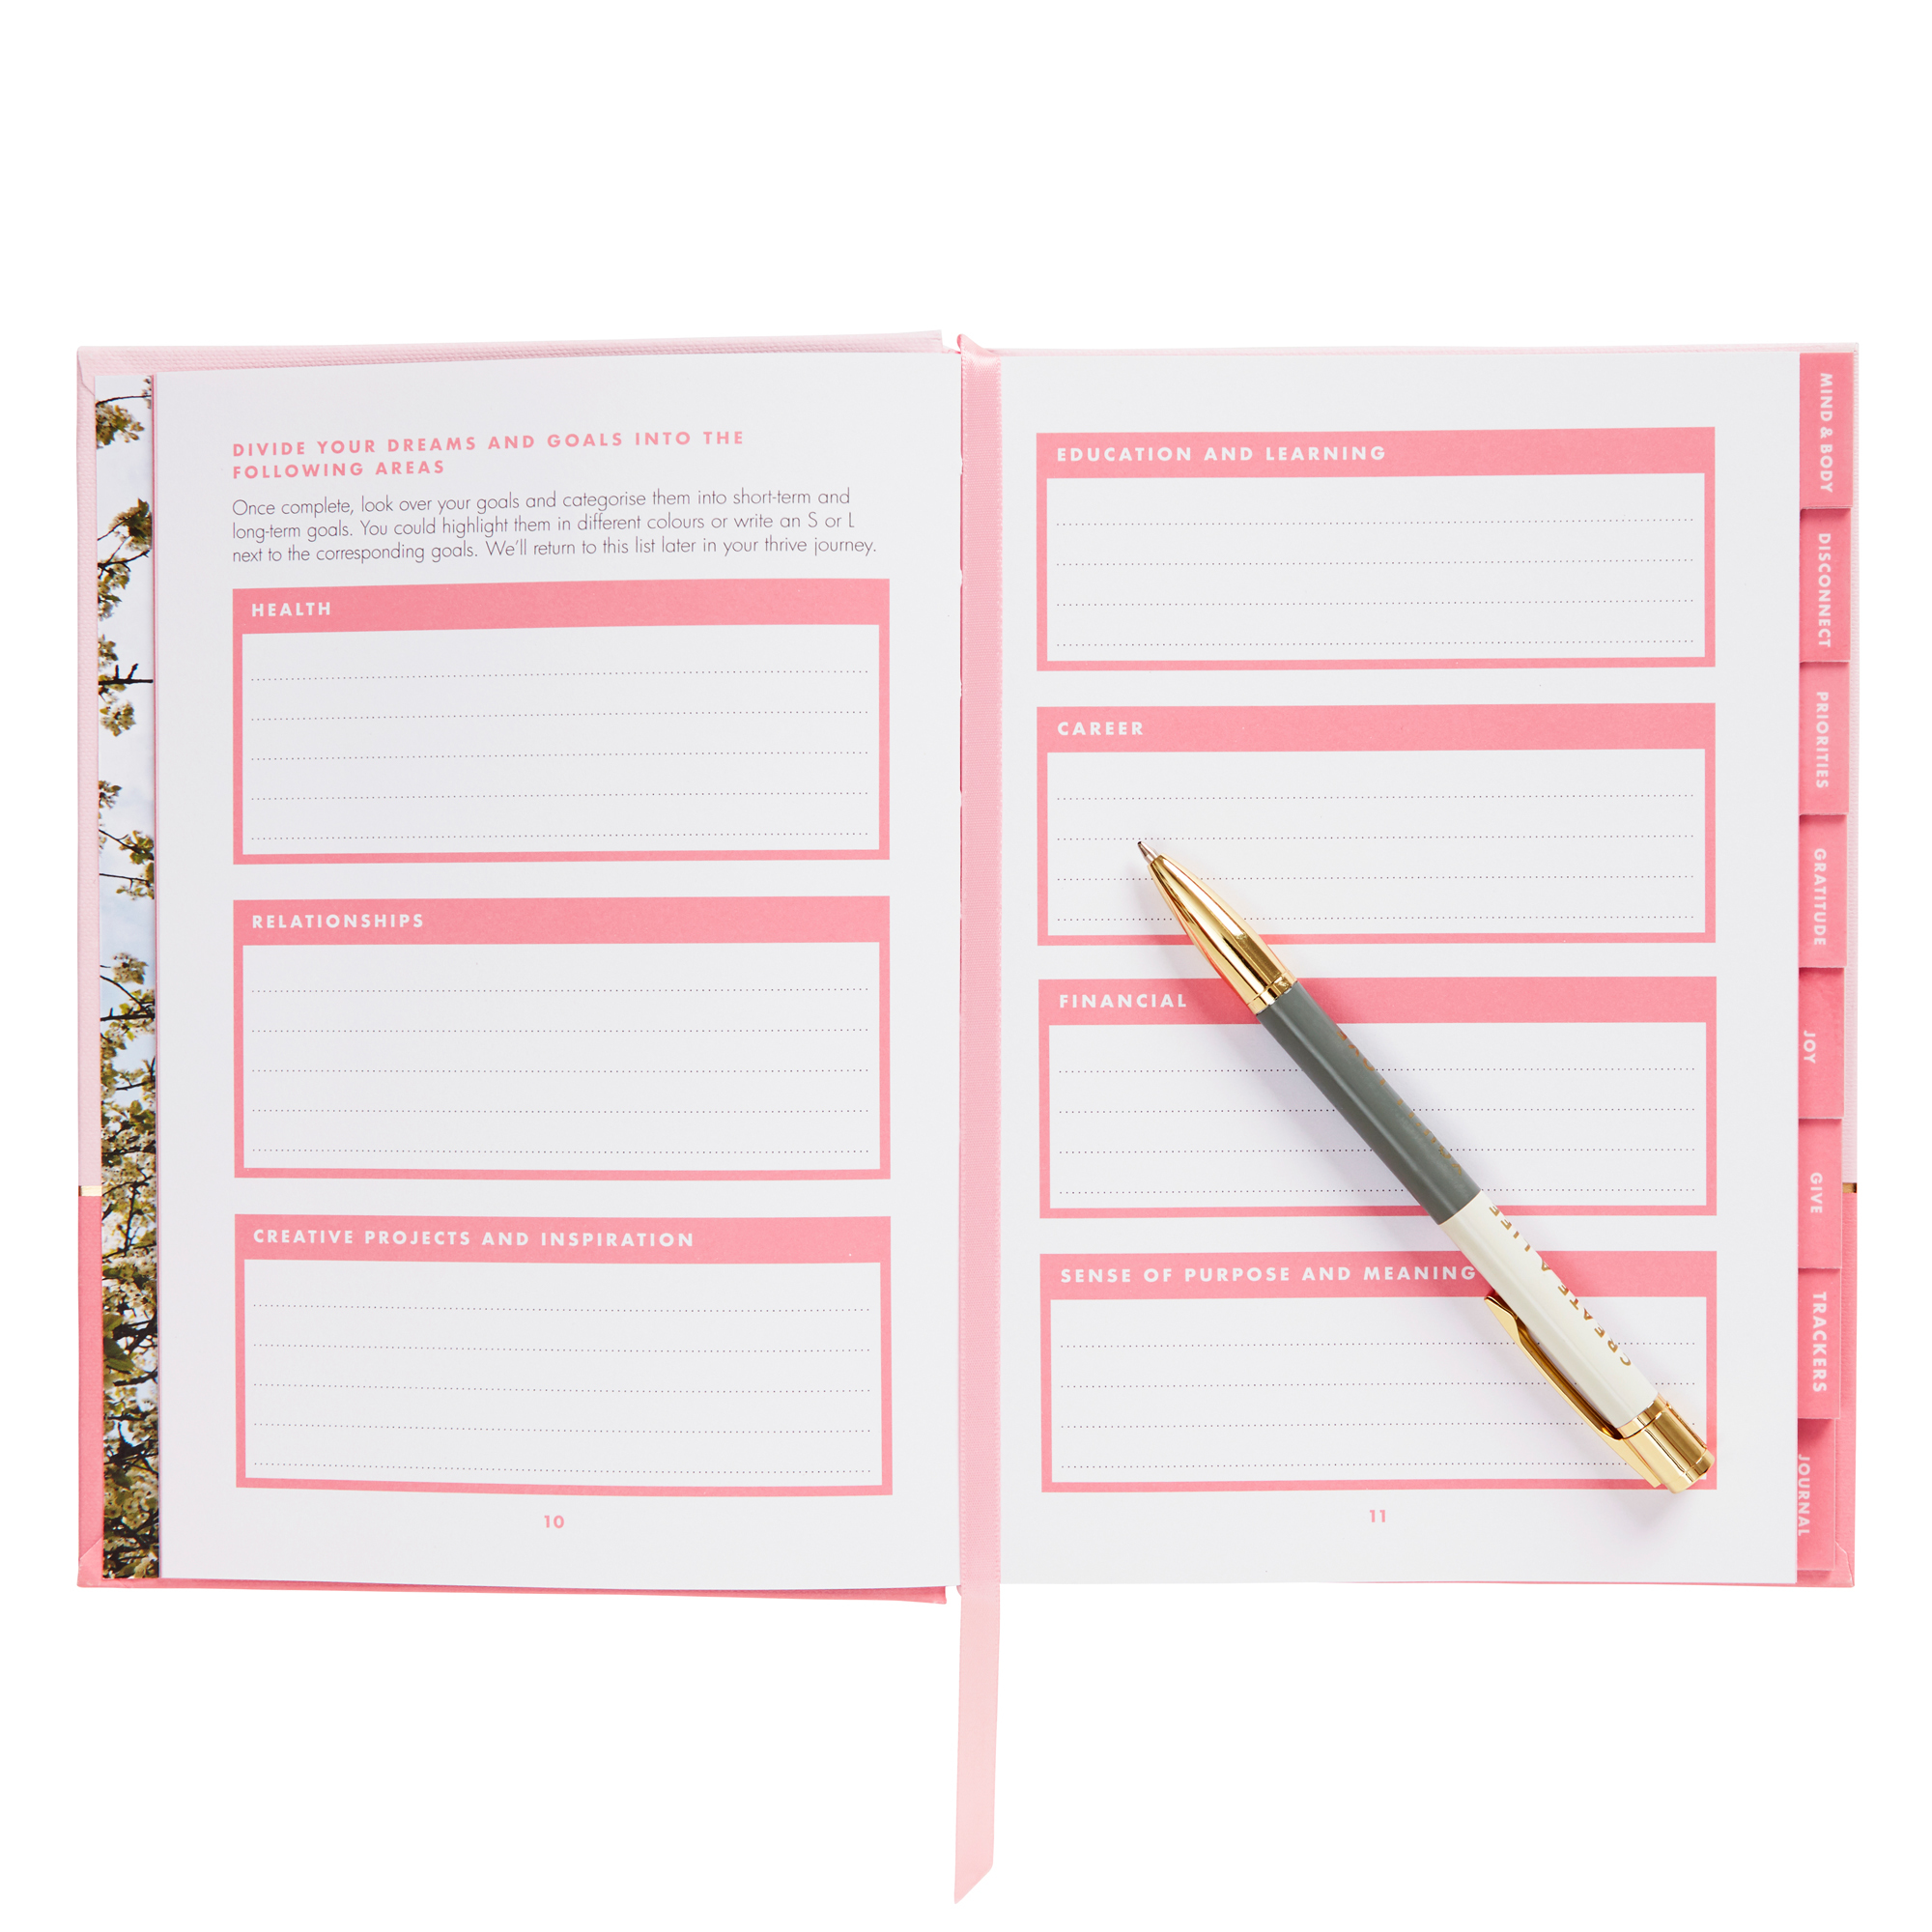 DIVIDE YOUR DREAMS AND GOALS INTO THE
FOLLOWING AREAS
Once complete, look over your goals and categorise them into short-term and
long-term goals. You could highlight them in different colours or write an S or L
next to the corresponding goals. We'll return to this list later in your thrive journey.
HEALTH
RELATIONSHIPS
CREATIVE PROJECTS AND INSPIRATION
10
EDUCATION AND LEARNING
CAREER
FINANCIAL
SENSE OF PURPOSE AND MEANING
11
MIND & BODY
DISCONNECT
PRIORITIES
GRATITUDE
JOY
GIVE
TRACKERS
JOURNAL
CREATE A